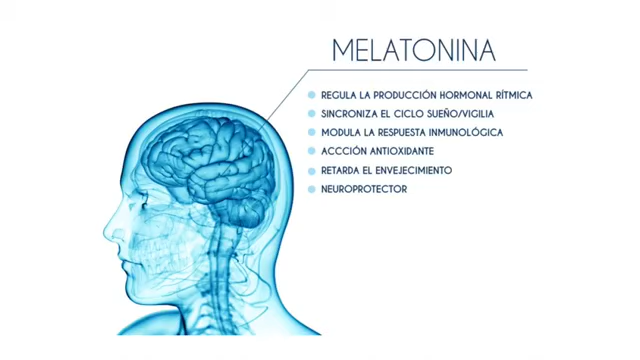 MELATONINA
REGULA LA PRODUCCIÓN HORMONAL RÍTMICA
SINCRONIZA EL CICLO SUEÑO/VIGILIA
MODULA LA RESPUESTA INMUNOLÓGICA
ACCCIÓN ANTIOXIDANTE
RETARDA EL ENVEJECIMIENTO
NEUROPROTECTOR